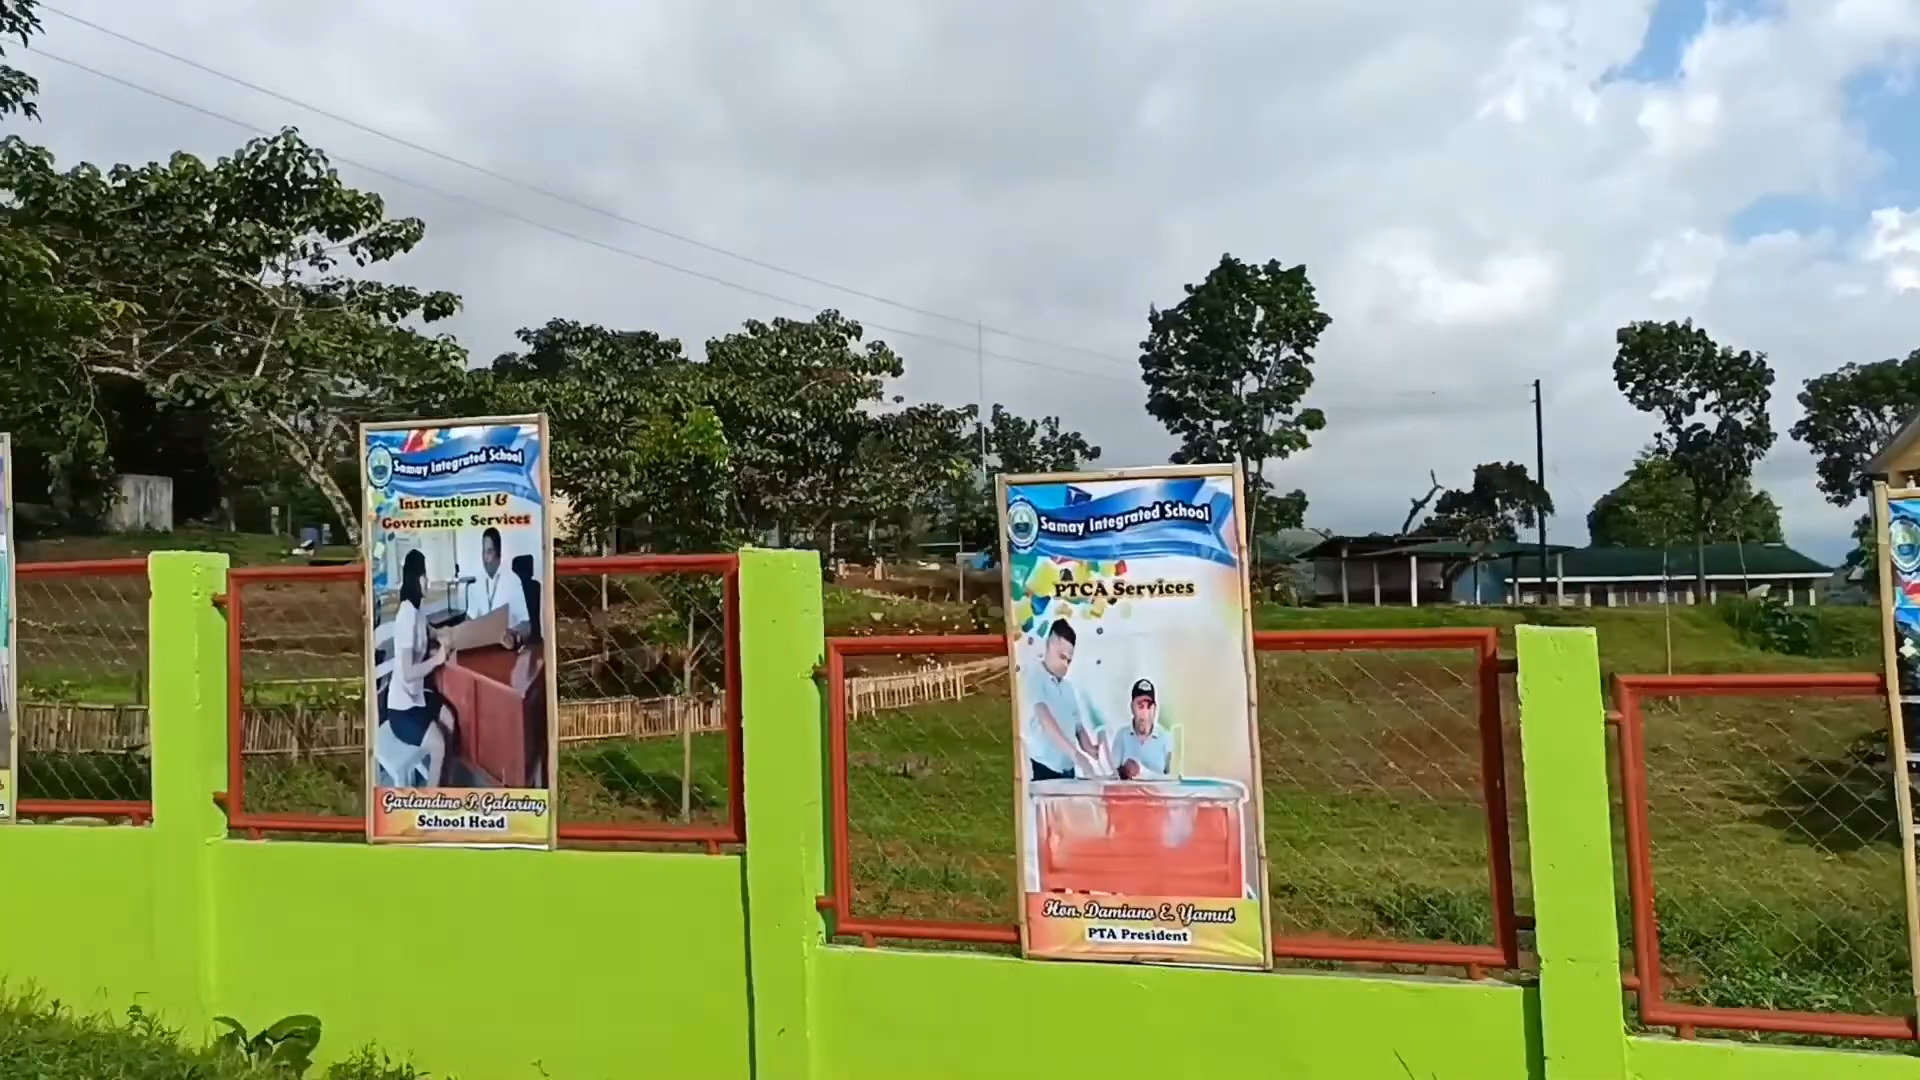 Samay Integrated School
Instructional &
Governance Services
Garlandino P. Galaring
School Head
Samay Integrated School
PTCA Services
Hon. Damiano E. Yamut
PTA President